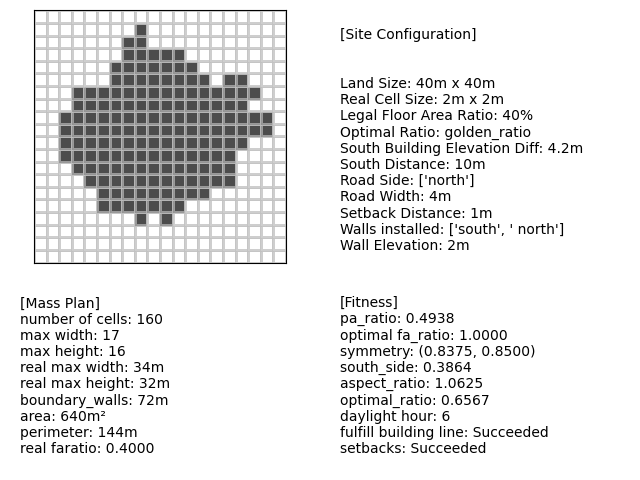 [Site Configuration]
Land Size: 40m x 40m
Real Cell Size: 2m x 2m
Legal Floor Area Ratio: 40%
Optimal Ratio: golden_ratio
South Building Elevation Diff: 4.2m
South Distance: 10m
Road Side: ['north']
Road Width: 4m
Setback Distance: 1m
Walls installed: ['south', ' north']
Wall Elevation: 2m
[Mass Plan]
number of cells: 160
max width: 17
max height: 16
real max width: 34m
real max height: 32m
boundary_walls: 72m
area: 640m²
perimeter: 144m
real faratio: 0.4000
[Fitness]
pa_ratio: 0.4938
optimal fa_ratio: 1.0000
symmetry: (0.8375, 0.8500)
south_side: 0.3864
aspect_ratio: 1.0625
optimal_ratio: 0.6567
daylight hour: 6
fulfill building line: Succeeded
setbacks: Succeeded